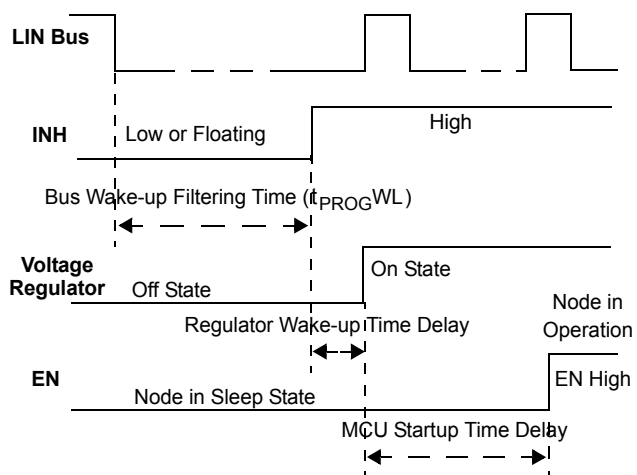 LIN Bus
INH
Low or Floating
High
Bus Wake-up Filtering Time (tPROGWL)
Voltage
Regulator
On State
Off State
Regulator Wake-up Time Delay
Node in
Operation
EN
Node in Sleep State
EN High
MCU Startup Time Delay